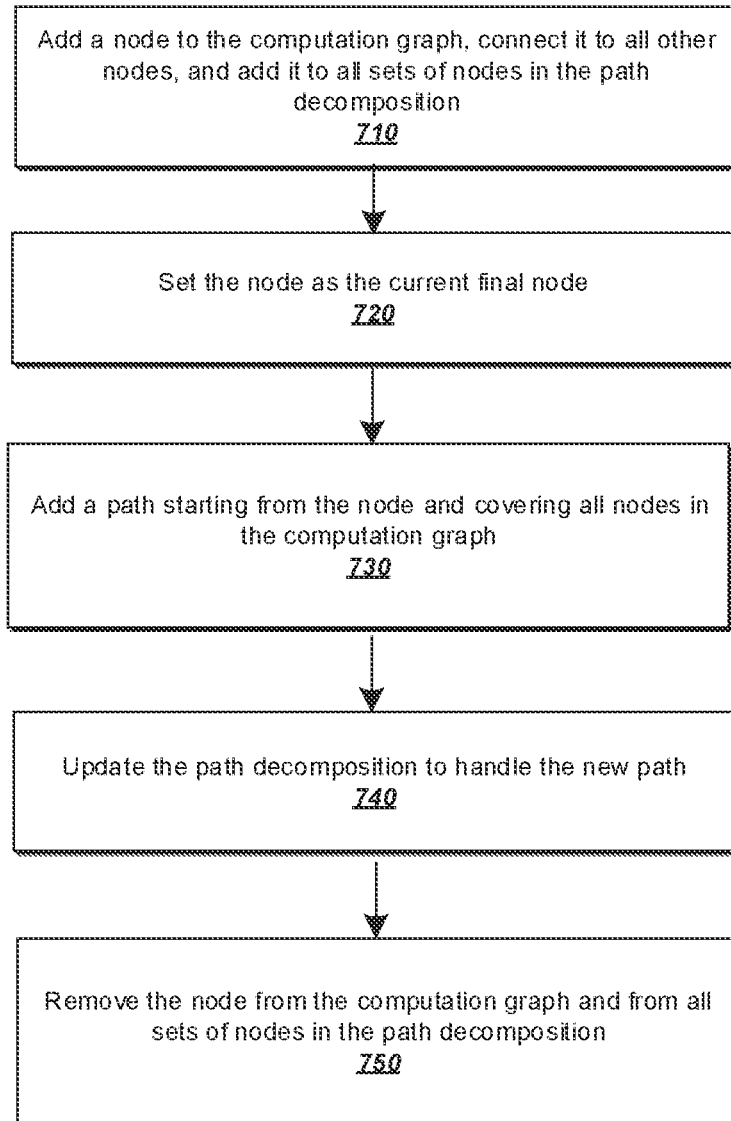 Add a node to the computation graph, connect it to all other
nodes, and add it to all sets of nodes in the path
decomposition
710
Set the node as the current final node
720
Add a path starting from the node and covering all nodes in
the computation graph
730
Update the path decomposition to handle the new path
740
Remove the node from the computation graph and from all
sets of nodes in the path decomposition
750